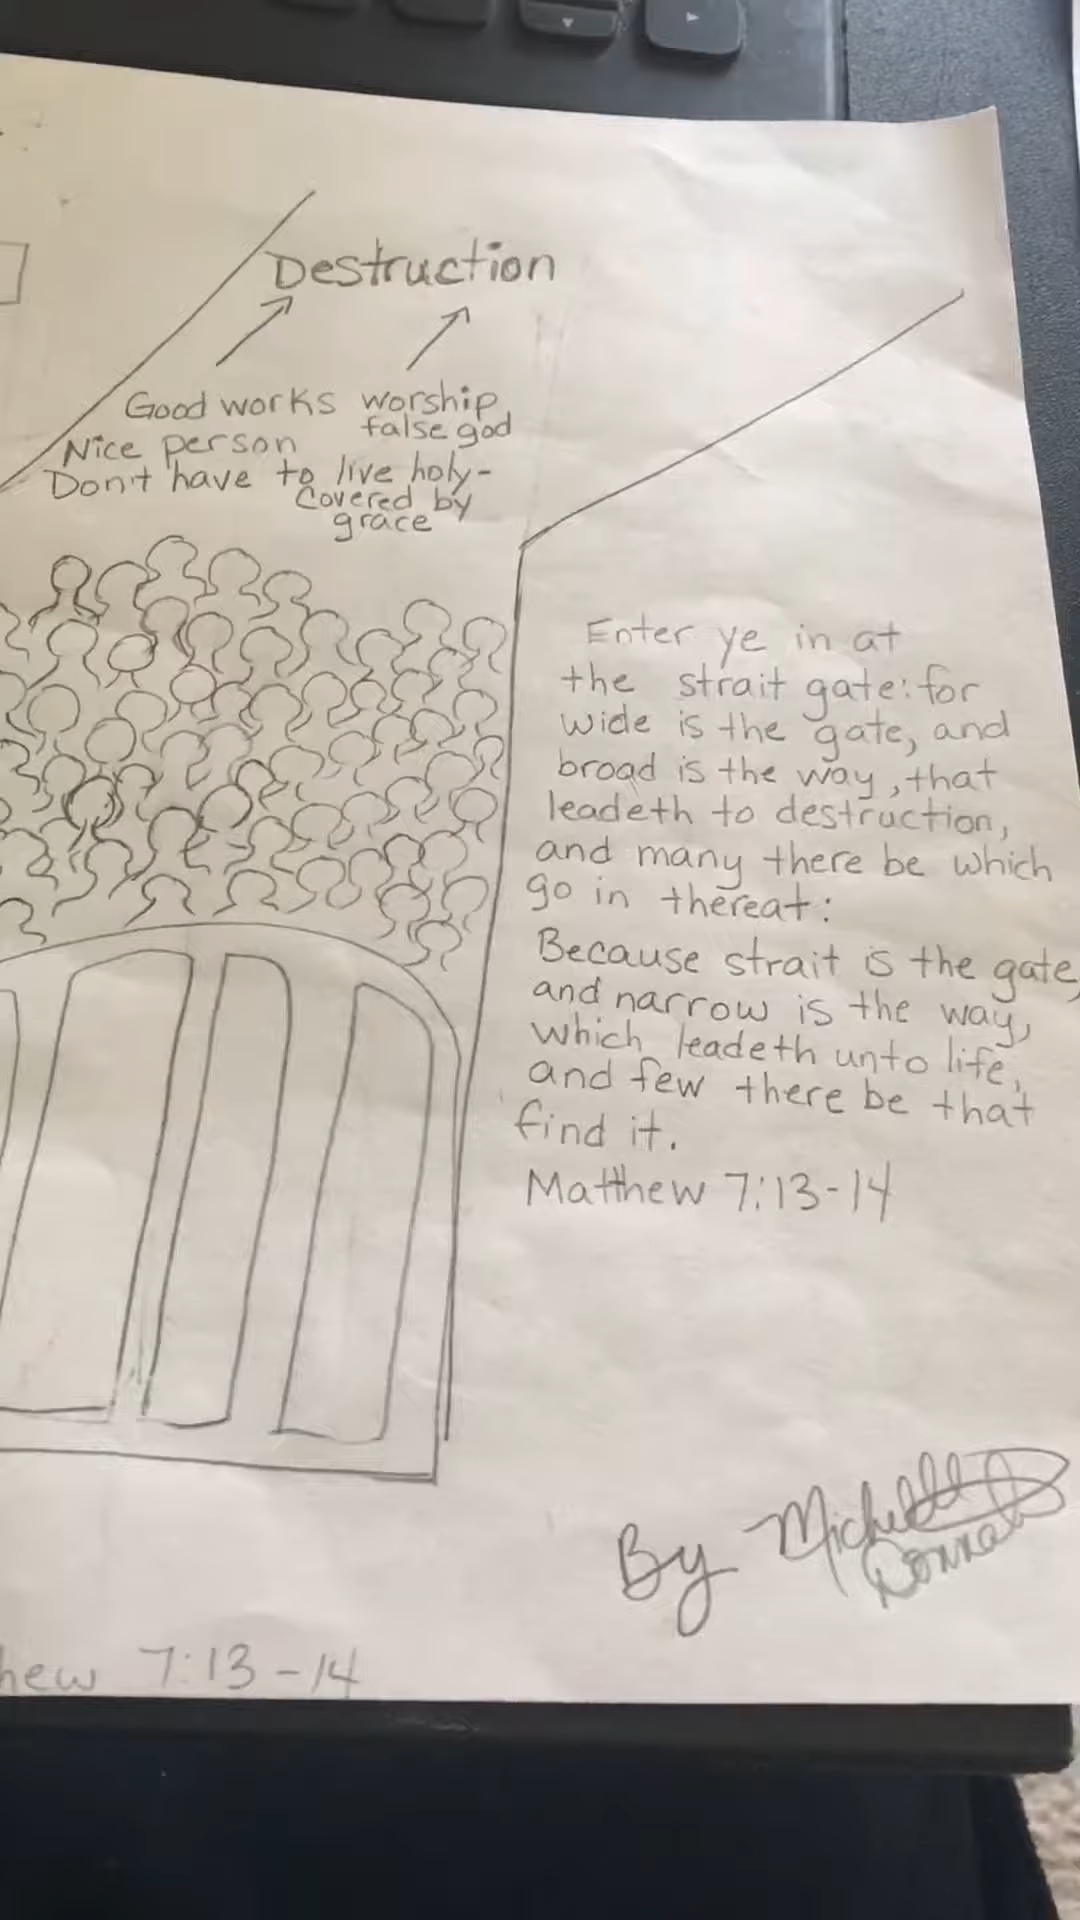 Destruction
Good works worship
false god
Nice person
Don't have to live holy-
Covered by
grace
Enter ye in at
the strait gate: for
wide is the gate, and
broad is the way, that
leadeth to destruction,
and many there be which
go in thereat:
Because strait is the gate,
and narrow is the way,
which leadeth unto life,
and few there be that
find it.
Matthew 7:13-14
By
hew 7:13-14